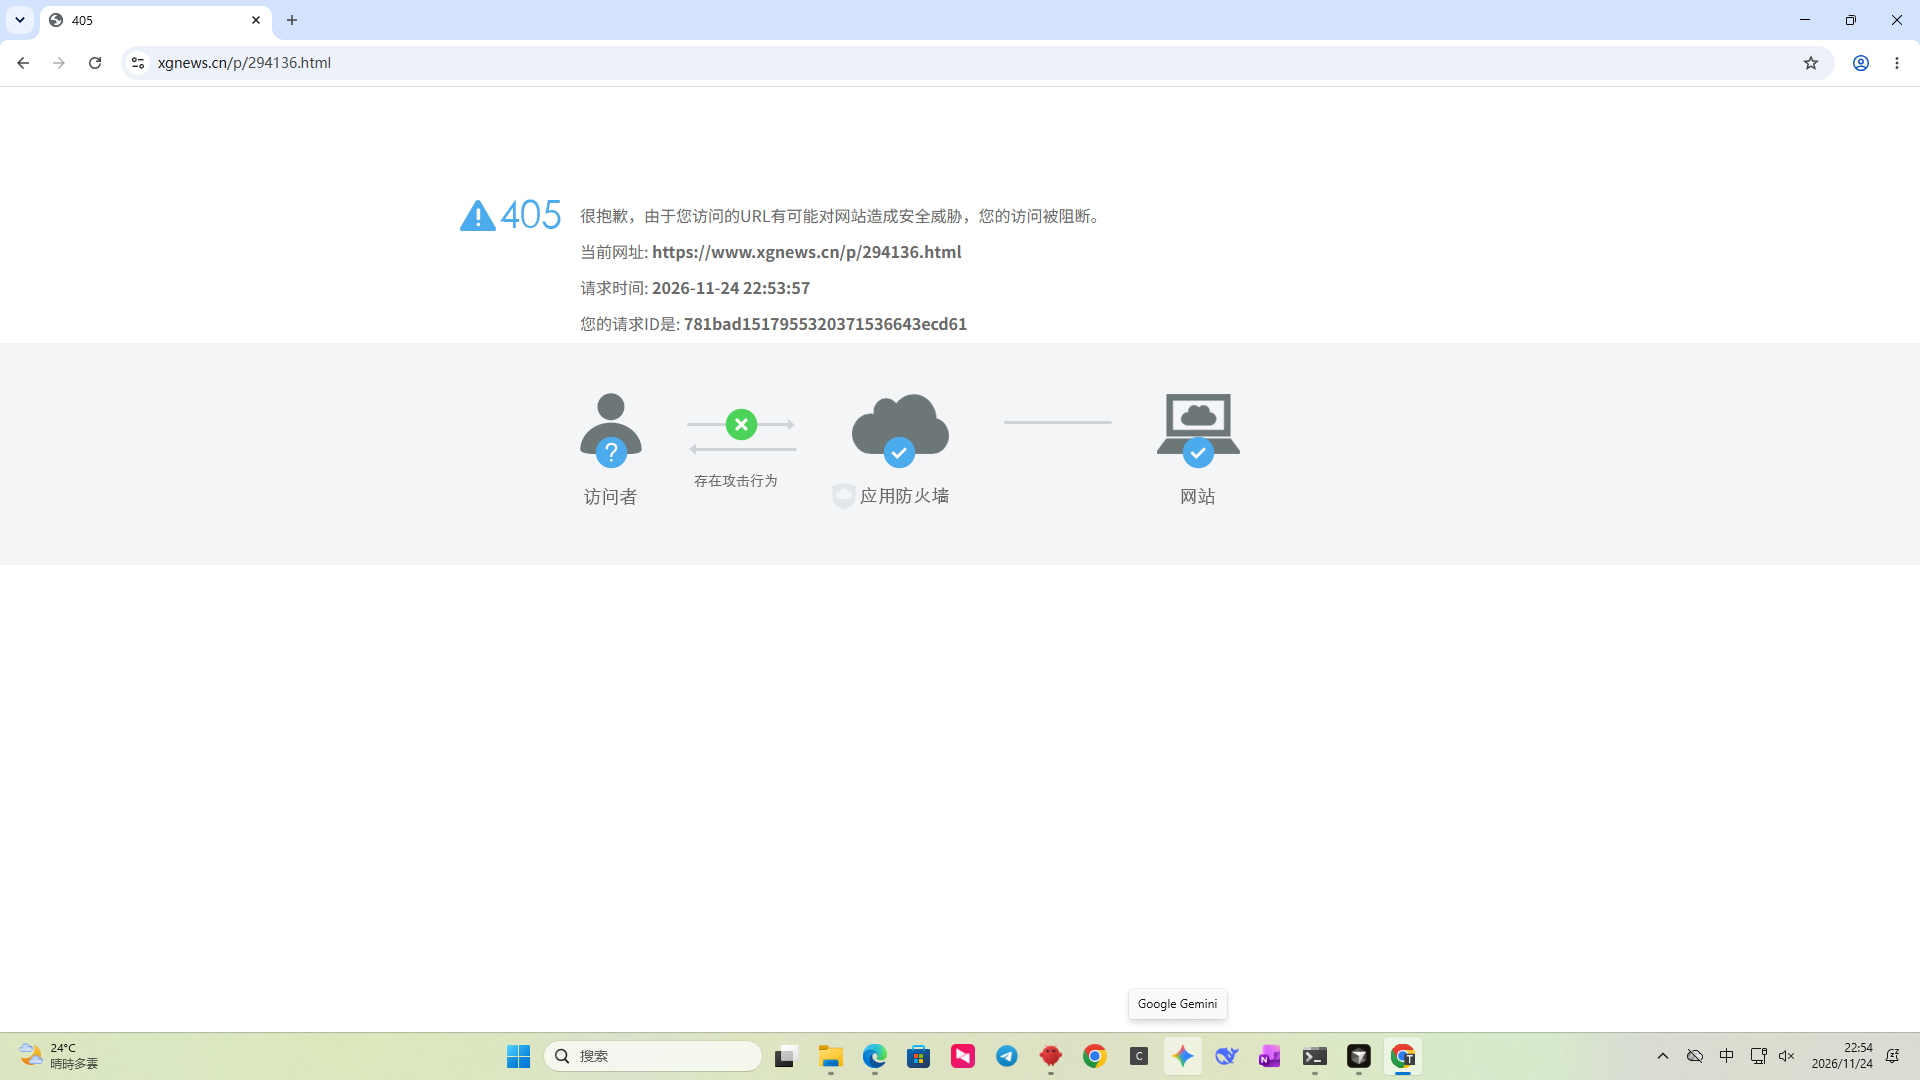 405
xgnews.cn/p/294136.html
405
很抱歉，由于您访问的URL有可能对网站造成安全威胁，您的访问被阻断。
当前网址: https://www.xgnews.cn/p/294136.html
请求时间: 2026-11-24 22:53:57
您的请求ID是: 781bad1517955320371536643ecd61
存在攻击行为
访问者
应用防火墙
网站
Google Gemini
24°C
晴時多雲
搜索
中
22:54
2026/11/24